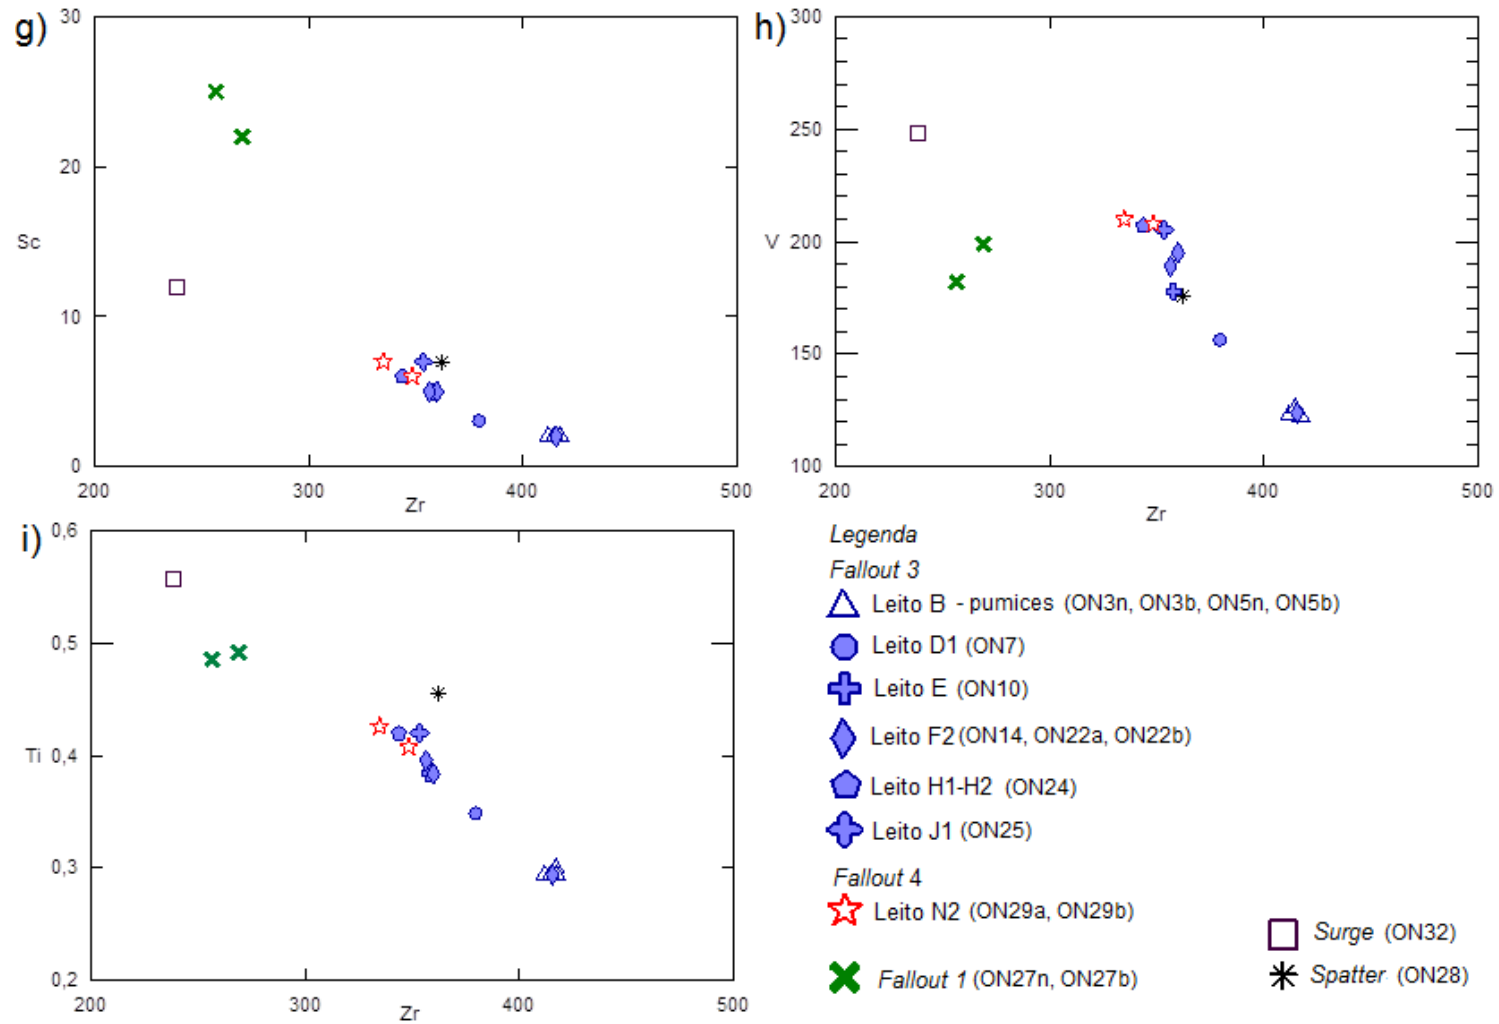 g)
30
20
Sc
10
0
200
300
400
500
Zr
h)
300
250
V 200
150
100
200
300
400
500
Zr
i)
0,6
0,5
Ti 0,4
0,3
0,2
200
300
400
500
Zr
Legenda
Fallout 3
Leito B - pumices (ON3n, ON3b, ON5n, ON5b)
Leito D1 (ON7)
Leito E (ON10)
Leito F2 (ON14, ON22a, ON22b)
Leito H1-H2 (ON24)
Leito J1 (ON25)
Fallout 4
Leito N2 (ON29a, ON29b)
Fallout 1 (ON27n, ON27b)
Surge (ON32)
Spatter (ON28)